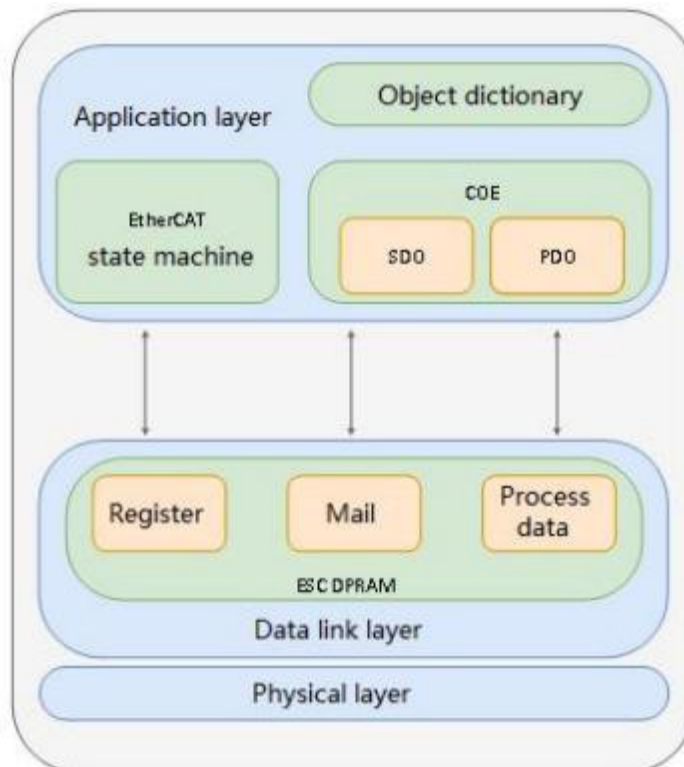 Object dictionary
Application layer
COE
EtherCAT
state machine
SDO
PDO
Register
Mail
Process
data
ESC DPRAM
Data link layer
Physical layer